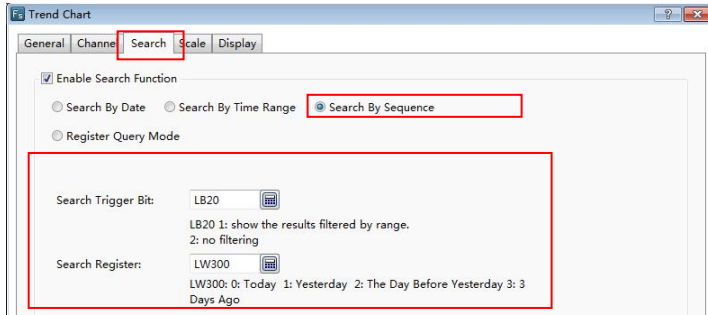 Fs Trend Chart
General Channel Search Scale Display
Enable Search Function
Search By Date Search By Time Range Search By Sequence
Register Query Mode
Search Trigger Bit: LB20
LB20 1: show the results filtered by range.
2: no filtering
Search Register: LW300
LW300: 0: Today 1: Yesterday 2: The Day Before Yesterday 3: 3
Days Ago